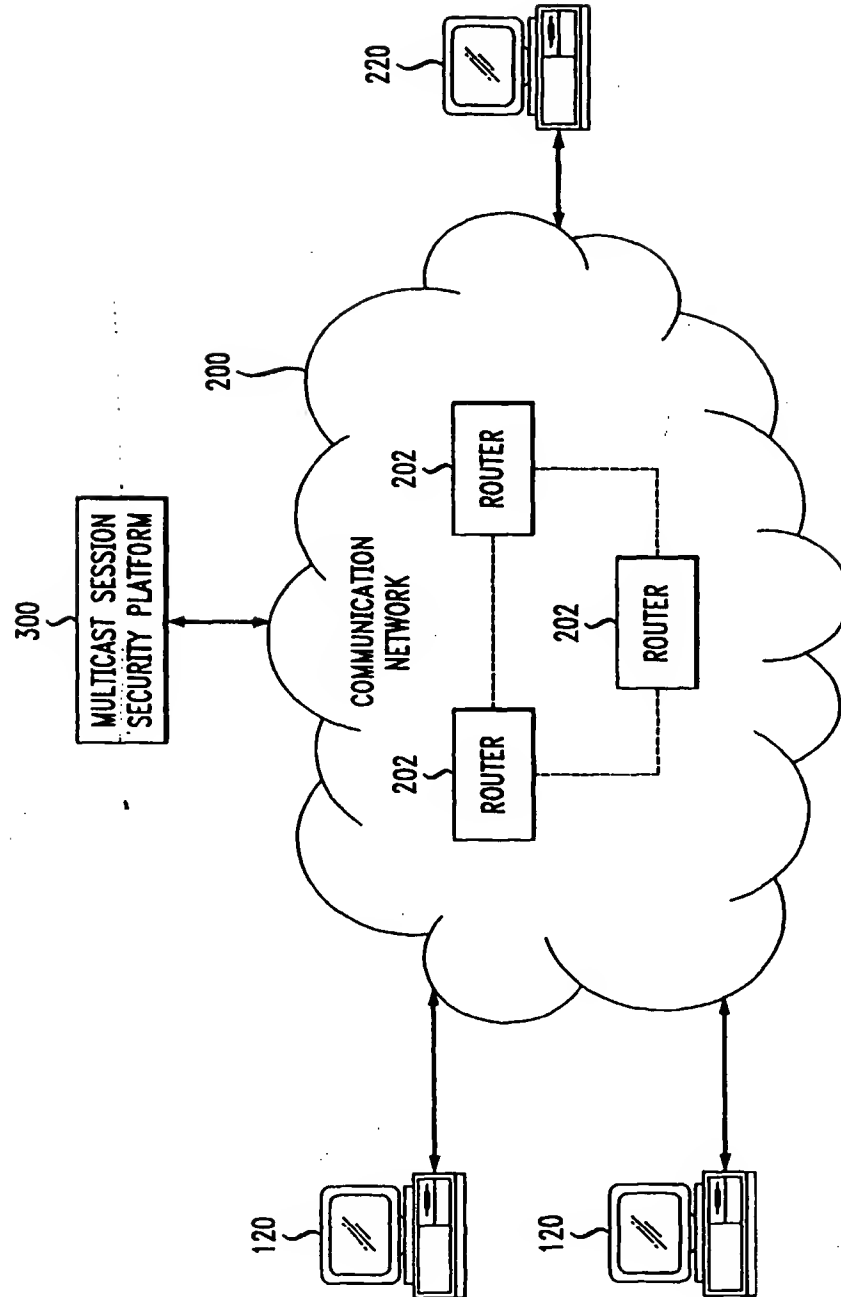 300
MULTICAST SESSION
SECURITY PLATFORM
200
COMMUNICATION
NETWORK
202
ROUTER
202
ROUTER
202
ROUTER
120
120
220